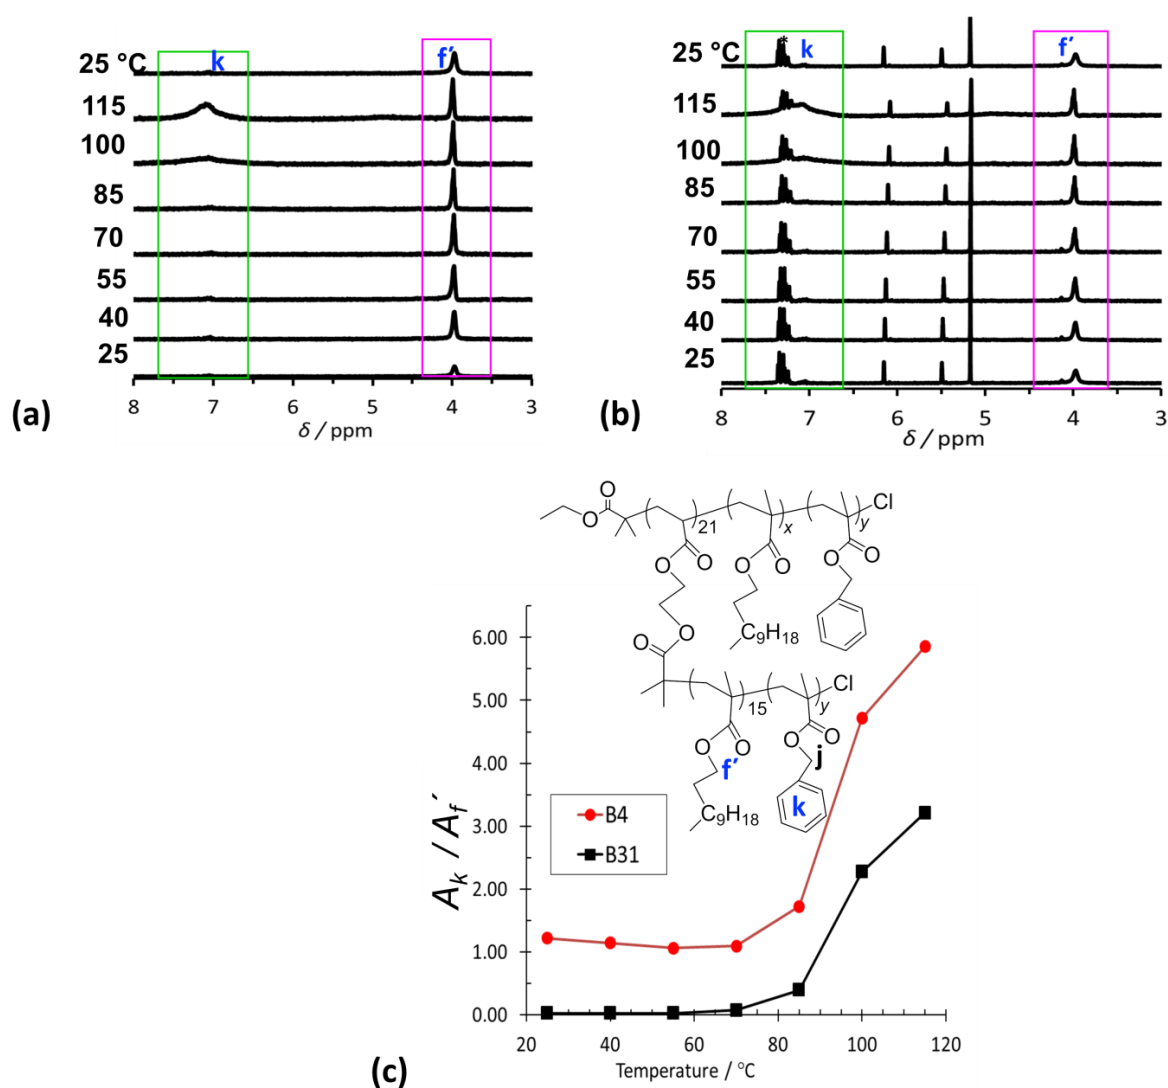 25 °C
115
100
85
70
55
40
25
k
f′
8 7 6 5 4 3
δ / ppm
(a)
25 °C
115
100
85
70
55
40
25
*
k
f′
8 7 6 5 4 3
δ / ppm
(b)
O
O
21
x
y
Cl
O
O
O
O
O
O
C9H18
O
O
15
y
Cl
O
O
O
O
f′
j
C9H18
k
6.00
5.00
4.00
3.00
2.00
1.00
0.00
Ak / Af′
B4
B31
20 40 60 80 100 120
Temperature / °C
(c)